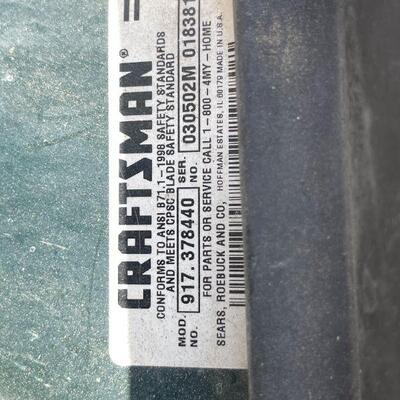 CRAFTSMAN®
CONFORMS TO ANSI B71.1-1998 SAFETY STANDARDS
AND MEETS CPSC BLADE SAFETY STANDARD
MOD. NO. 917.378440 SER. NO. 030502M 018381
FOR PARTS OR SERVICE CALL 1-800-4MY-HOME
SEARS, ROEBUCK AND CO, HOFFMAN ESTATES, IL 60179 MADE IN U.S.A.